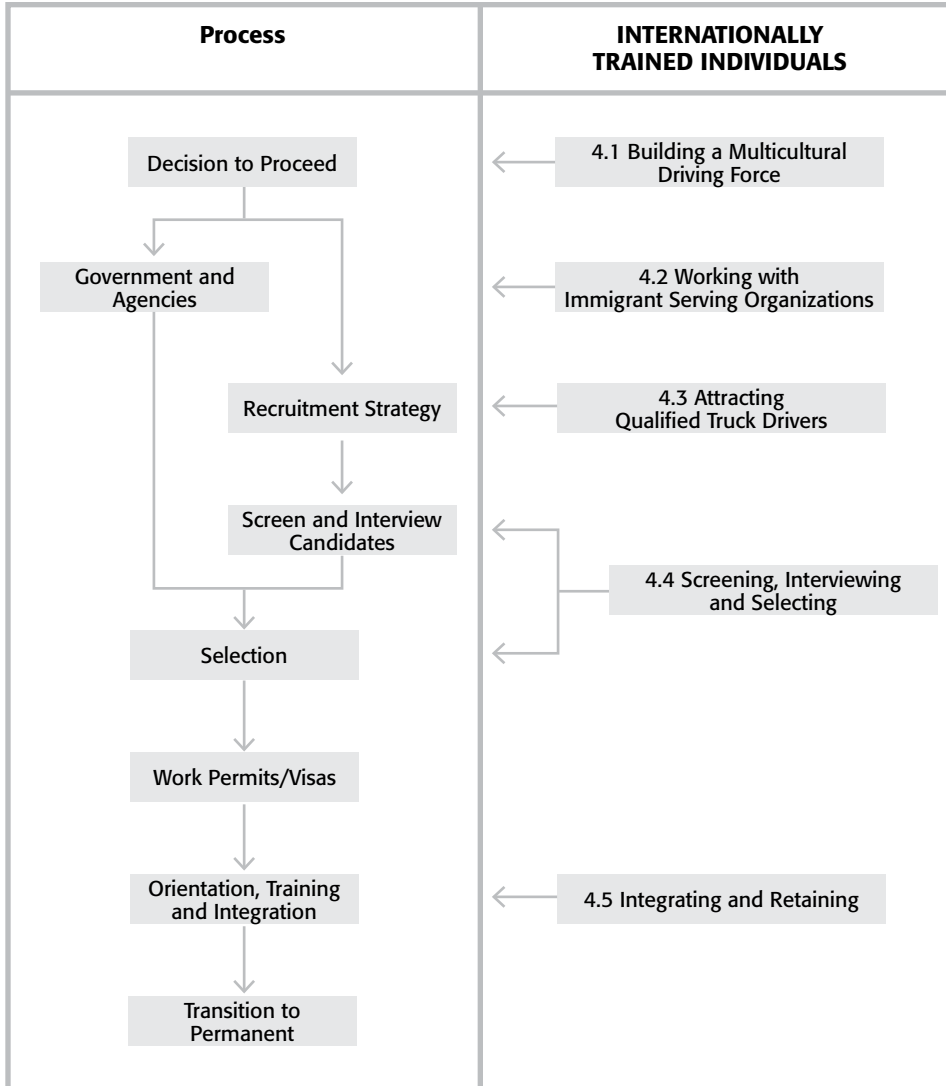 Process
INTERNATIONALLY
TRAINED INDIVIDUALS
Decision to Proceed
4.1 Building a Multicultural
Driving Force
Government and
Agencies
4.2 Working with
Immigrant Serving Organizations
Recruitment Strategy
4.3 Attracting
Qualified Truck Drivers
Screen and Interview
Candidates
4.4 Screening, Interviewing
and Selecting
Selection
Work Permits/Visas
Orientation, Training
and Integration
4.5 Integrating and Retaining
Transition to
Permanent